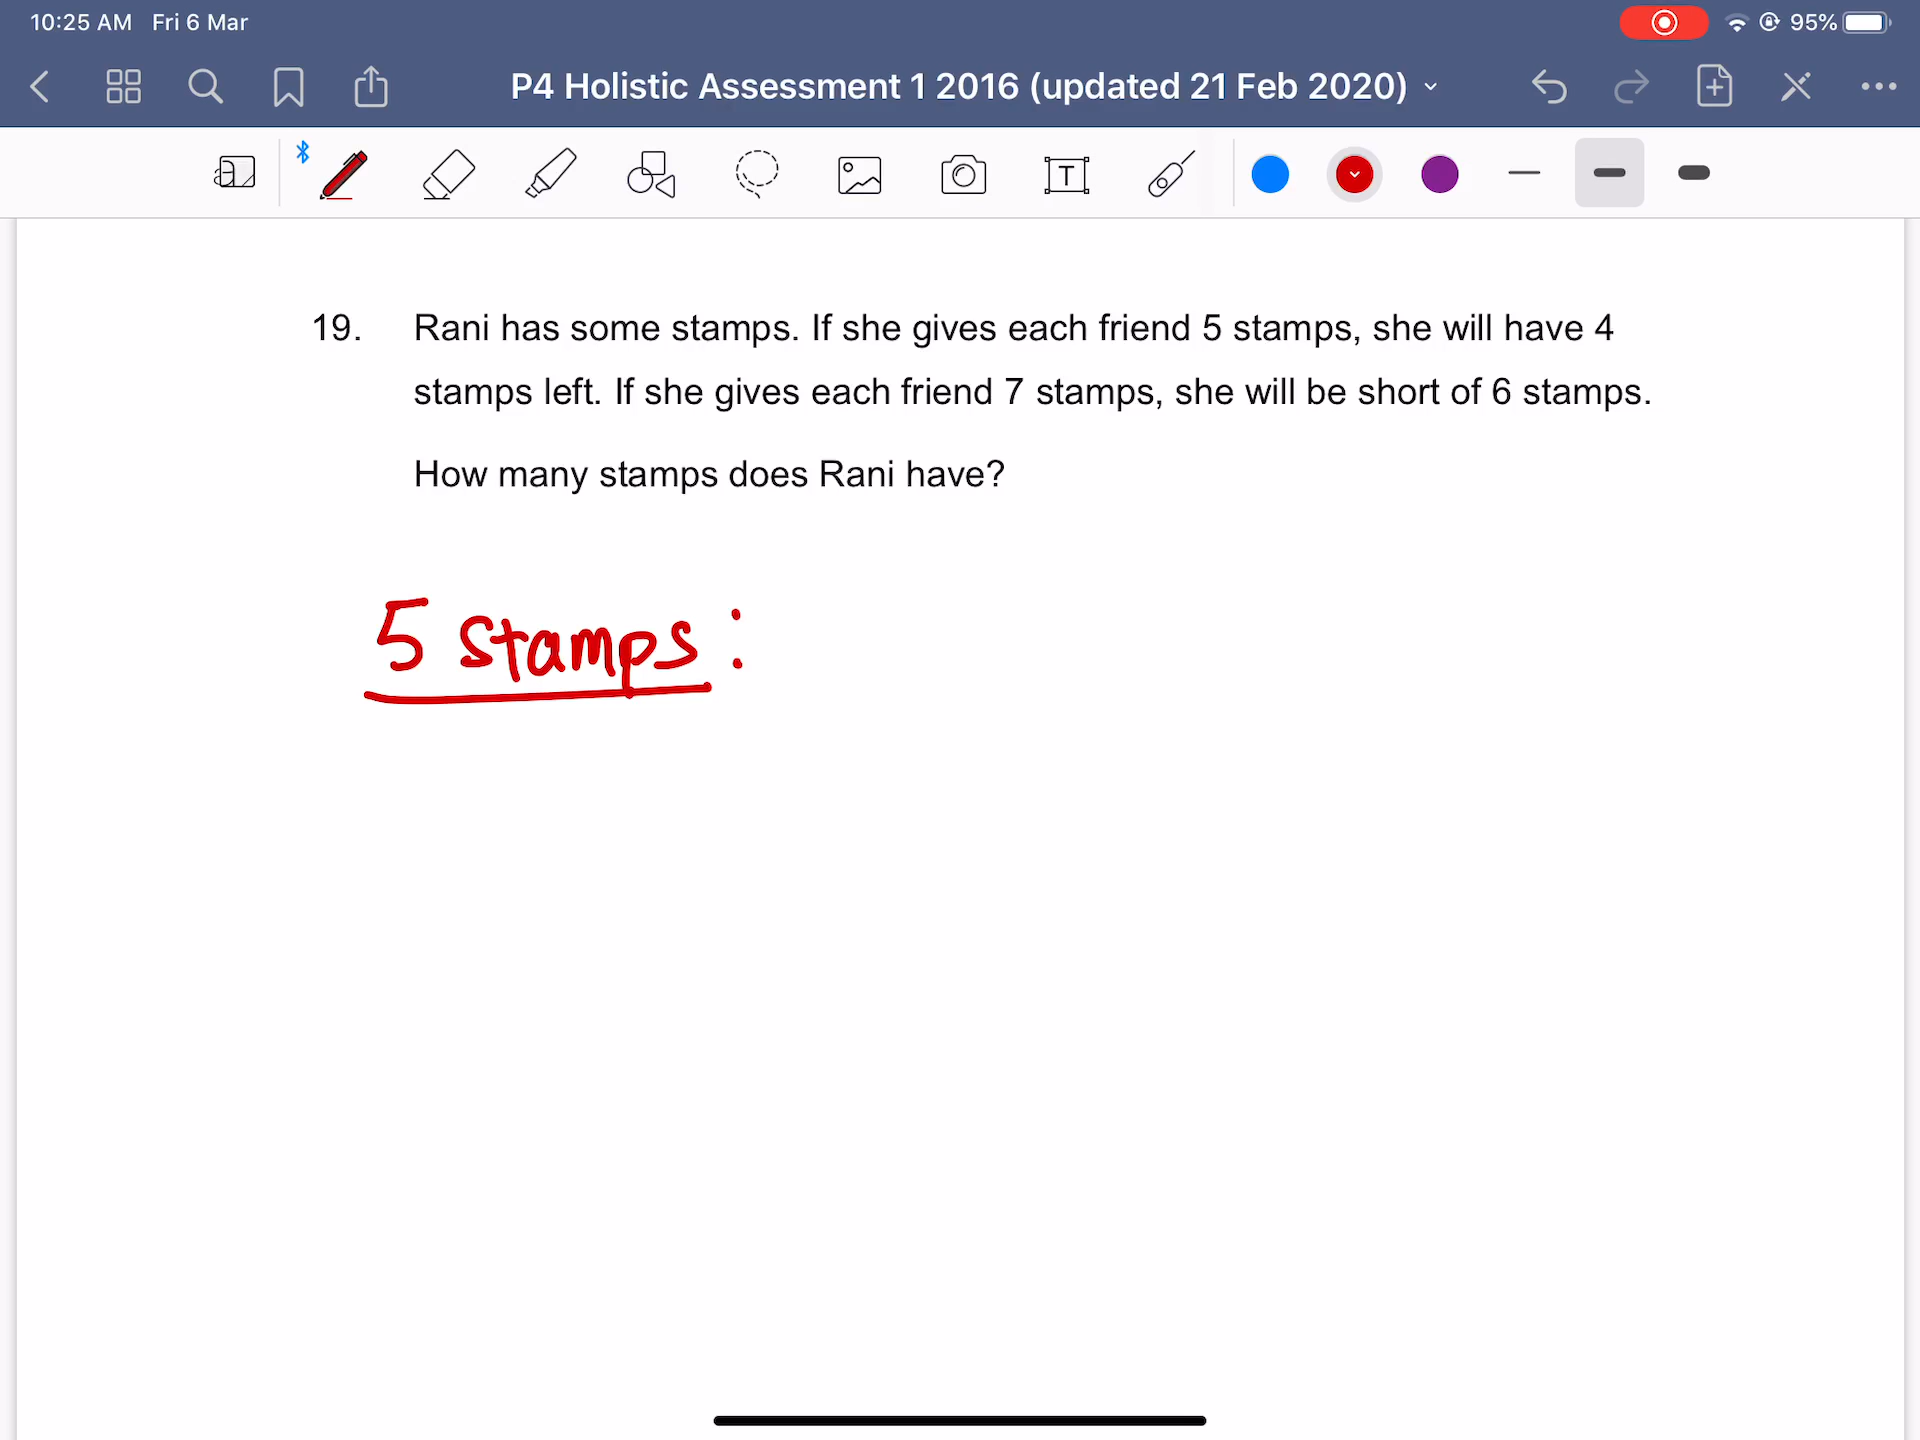 10:25 AM Fri 6 Mar
95%
P4 Holistic Assessment 1 2016 (updated 21 Feb 2020)
19. Rani has some stamps. If she gives each friend 5 stamps, she will have 4
stamps left. If she gives each friend 7 stamps, she will be short of 6 stamps.
How many stamps does Rani have?
5 stamps: